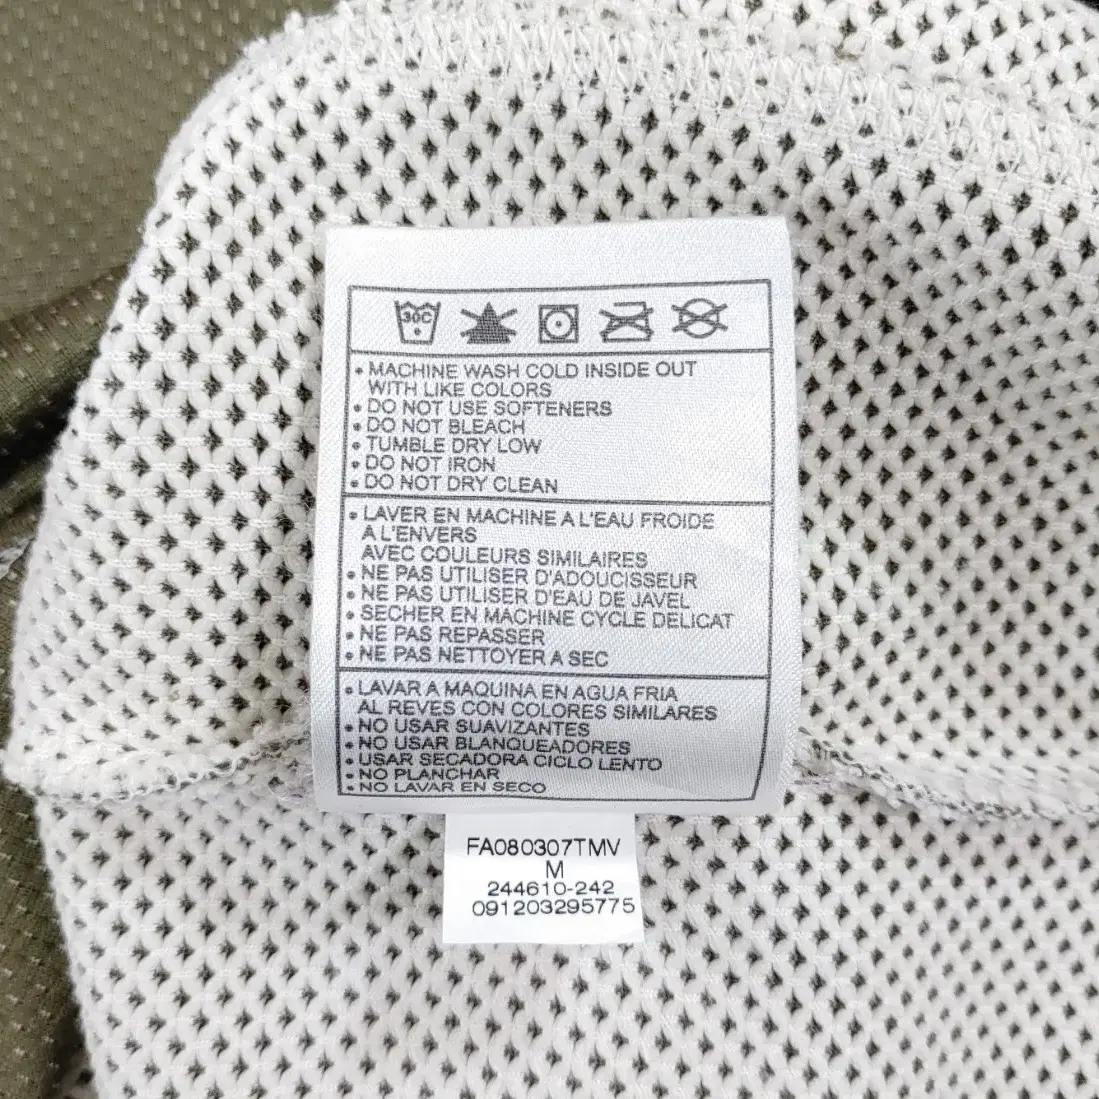 30C
• MACHINE WASH COLD INSIDE OUT
WITH LIKE COLORS
• DO NOT USE SOFTENERS
• DO NOT BLEACH
• TUMBLE DRY LOW
• DO NOT IRON
• DO NOT DRY CLEAN
• LAVER EN MACHINE A L'EAU FROIDE
A L'ENVERS
AVEC COULEURS SIMILAIRES
• NE PAS UTILISER D'ADOUCISSEUR
• NE PAS UTILISER D'EAU DE JAVEL
• SECHER EN MACHINE CYCLE DELICAT
• NE PAS REPASSER
• NE PAS NETTOYER A SEC
• LAVAR A MAQUINA EN AGUA FRIA
AL REVES CON COLORES SIMILARES
• NO USAR SUAVIZANTES
• NO USAR BLANQUEADORES
• USAR SECADORA CICLO LENTO
• NO PLANCHAR
• NO LAVAR EN SECO
FA080307TMV
M
244610-242
091203295775